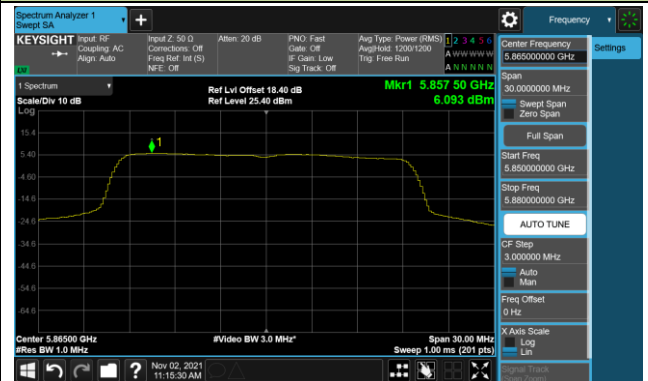 Spectrum Analyzer 1
Swept SA
Frequency
KEYSIGHT
Input: RF
Coupling: AC
Align: Auto
Input Z: 50 Ω
Corrections: Off
Freq Ref: Int (S)
NFE: Off
Atten: 20 dB
PNO: Fast
Gate: Off
IF Gain: Low
Sig Track: Off
Avg Type: Power (RMS)
Avg|Hold: 1200/1200
Trig: Free Run
1 2 3 4 5 6
A W W W W W
A N N N N N
1 Spectrum
Scale/Div 10 dB
Log
Ref Lvl Offset 18.40 dB
Ref Level 25.40 dBm
Mkr1 5.857 50 GHz
6.093 dBm
1
15.4
5.40
-4.60
-14.6
-24.6
-34.6
-44.6
-54.6
-64.6
Center 5.86500 GHz
#Res BW 1.0 MHz
#Video BW 3.0 MHz*
Span 30.00 MHz
Sweep 1.00 ms (201 pts)
Center Frequency
5.865000000 GHz
Settings
Span
30.0000000 MHz
Swept Span
Zero Span
Full Span
Start Freq
5.850000000 GHz
Stop Freq
5.880000000 GHz
AUTO TUNE
CF Step
3.000000 MHz
Auto
Man
Freq Offset
0 Hz
X Axis Scale
Log
Lin
Signal Track
(Span Zoom)
Nov 02, 2021
11:15:30 AM